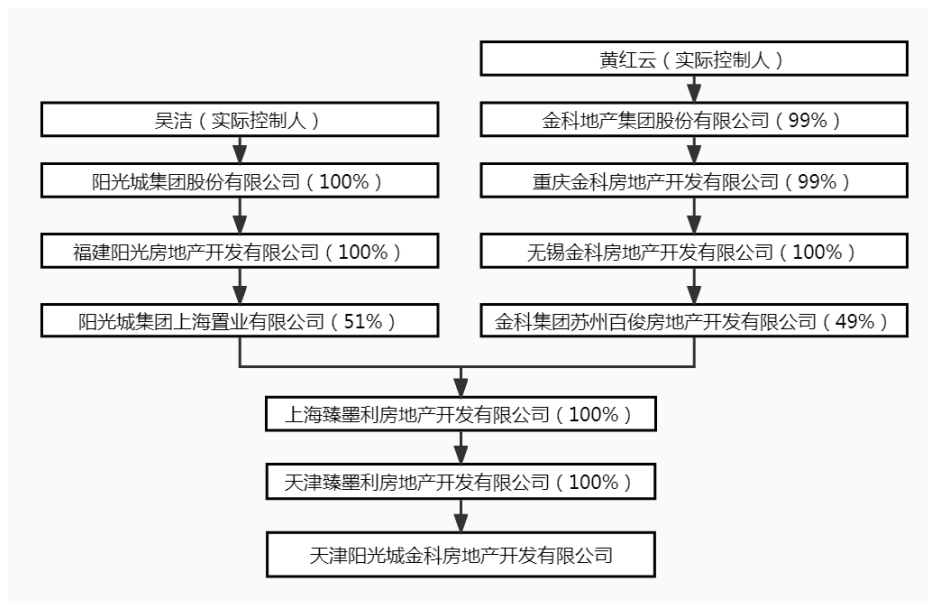 吴洁（实际控制人）
阳光城集团股份有限公司（100%）
福建阳光房地产开发有限公司（100%）
阳光城集团上海置业有限公司（51%）
黄红云（实际控制人）
金科地产集团股份有限公司（99%）
重庆金科房地产开发有限公司（99%）
无锡金科房地产开发有限公司（100%）
金科集团苏州百俊房地产开发有限公司（49%）
上海臻墨利房地产开发有限公司（100%）
天津臻墨利房地产开发有限公司（100%）
天津阳光城金科房地产开发有限公司